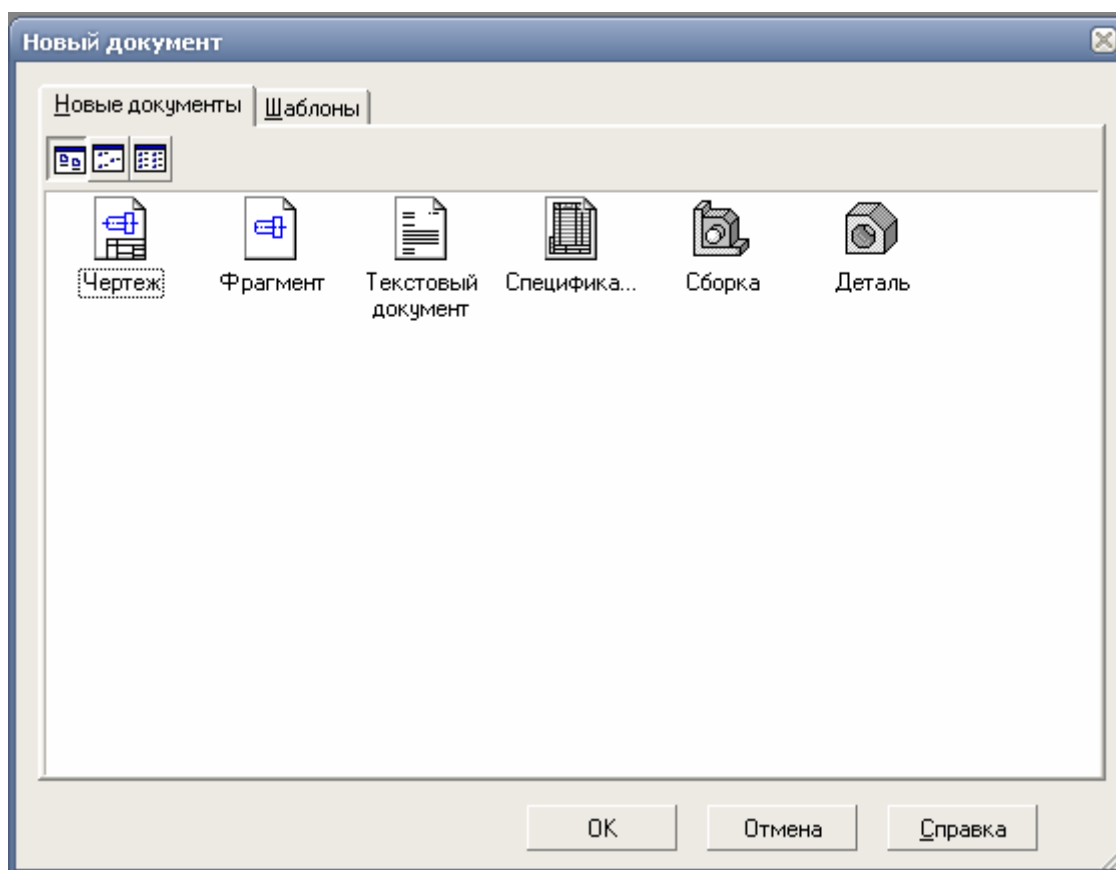 Новый документ
Новые документы
Шаблоны
Чертеж
Фрагмент
Текстовый
документ
Специфика...
Сборка
Деталь
OK
Отмена
Справка